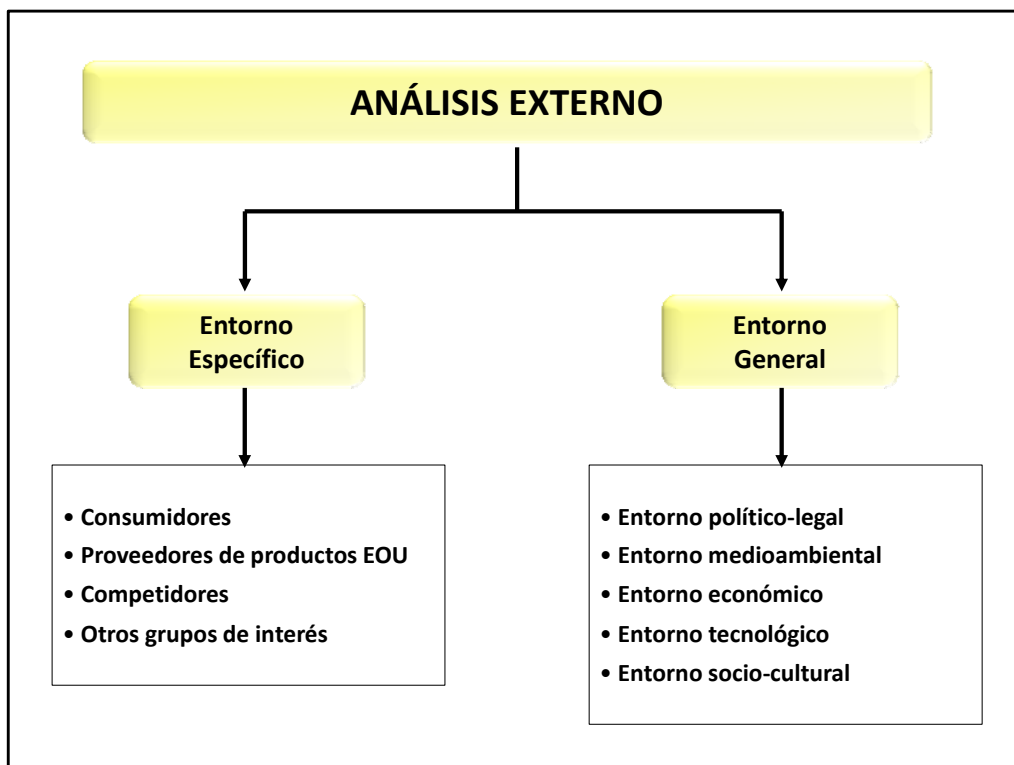 ANÁLISIS EXTERNO
Entorno
Específico
Entorno
General
• Consumidores
• Proveedores de productos EOU
• Competidores
• Otros grupos de interés
• Entorno político-legal
• Entorno medioambiental
• Entorno económico
• Entorno tecnológico
• Entorno socio-cultural